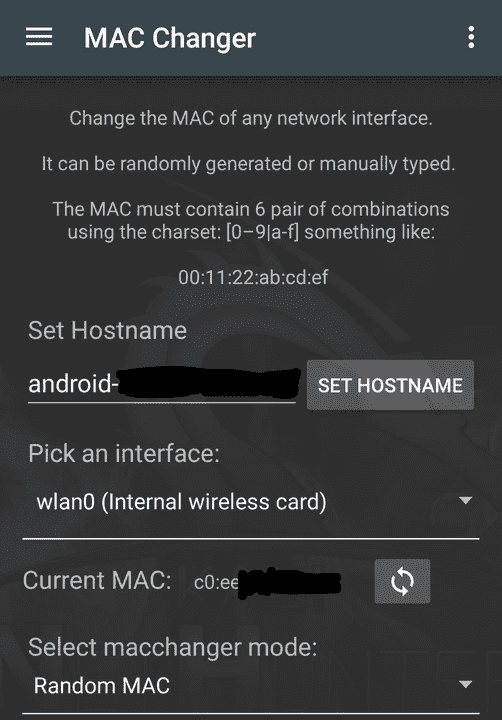 MAC Changer
Change the MAC of any network interface.
It can be randomly generated or manually typed.
The MAC must contain 6 pair of combinations
using the charset: [0–9|a-f] something like:
00:11:22:ab:cd:ef
Set Hostname
android-
SET HOSTNAME
Pick an interface:
wlan0 (Internal wireless card)
Current MAC: c0:ee
Select macchanger mode:
Random MAC